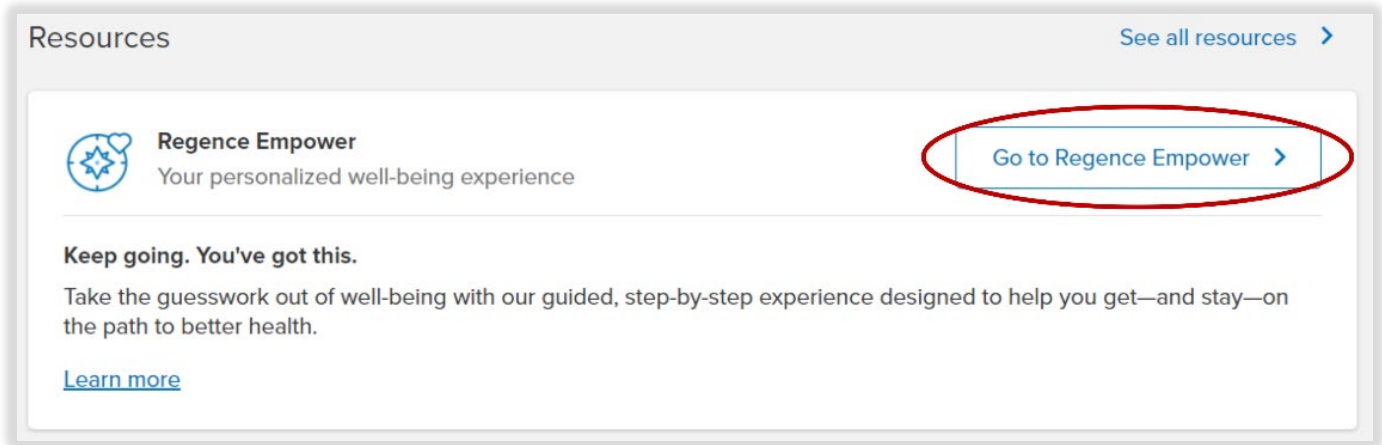 Resources
See all resources
Regence Empower
Your personalized well-being experience
Go to Regence Empower
Keep going. You've got this.
Take the guesswork out of well-being with our guided, step-by-step experience designed to help you get—and stay—on
the path to better health.
Learn more